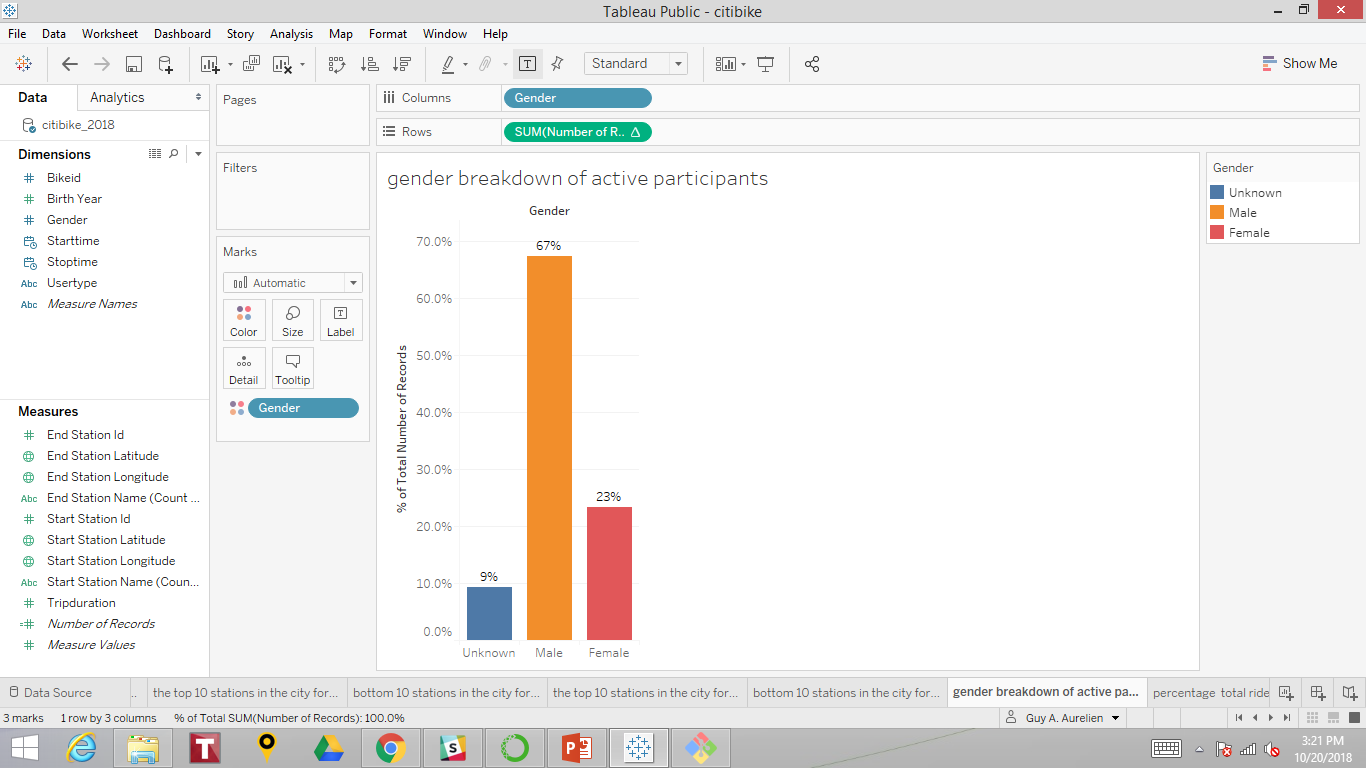 Tableau Public - citibike
File Data Worksheet Dashboard Story Analysis Map Format Window Help
Standard
Show Me
Data Analytics
citibike_2018
Dimensions
Bikeid
Birth Year
Gender
Starttime
Stoptime
Abc Usertype
Abc Measure Names
Measures
End Station Id
End Station Latitude
End Station Longitude
Abc End Station Name (Count ...
Start Station Id
Start Station Latitude
Start Station Longitude
Abc Start Station Name (Coun...
Tripduration
Number of Records
Measure Values
Pages
Filters
Marks
Automatic
Color Size Label
Detail Tooltip
Gender
Columns Gender
Rows SUM(Number of R..
gender breakdown of active participants
Gender
% of Total Number of Records
70.0%
60.0%
50.0%
40.0%
30.0%
20.0%
10.0%
0.0%
9%
67%
23%
Unknown Male Female
Gender
Unknown
Male
Female
Data Source .. the top 10 stations in the city for... bottom 10 stations in the city for... the top 10 stations in the city for... bottom 10 stations in the city for... gender breakdown of active pa... percentage total ride
3 marks 1 row by 3 columns % of Total SUM(Number of Records): 100.0% Guy A. Aurelien
3:21 PM
10/20/2018